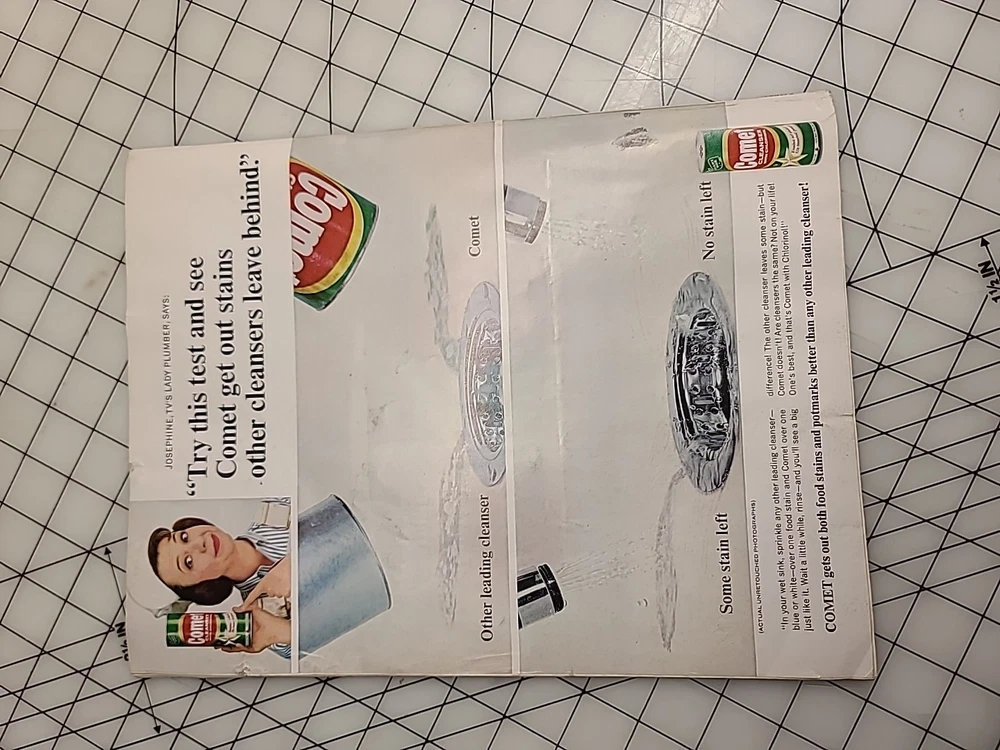 JOSEPHINE, TV'S LADY PLUMBER, SAYS:
"Try this test and see
Comet get out stains
other cleansers leave behind"
Comet
CLEANSER
Comet
Other leading cleanser
Comet
Some stain left
No stain left
(ACTUAL UNRETOUCHED PHOTOGRAPHS)
"In your wet sink, sprinkle any other leading cleanser—
blue or white—over one food stain and Comet over one
just like it. Wait a little while, rinse—and you'll see a big
difference! The other cleanser leaves some stain—but
Comet doesn't! Are cleansers the same? Not on your life!
One's best, and that's Comet with Chlorinol!"
COMET gets out both food stains and potmarks better than any other leading cleanser!
Comet
CLEANSER
1½ IN
IN